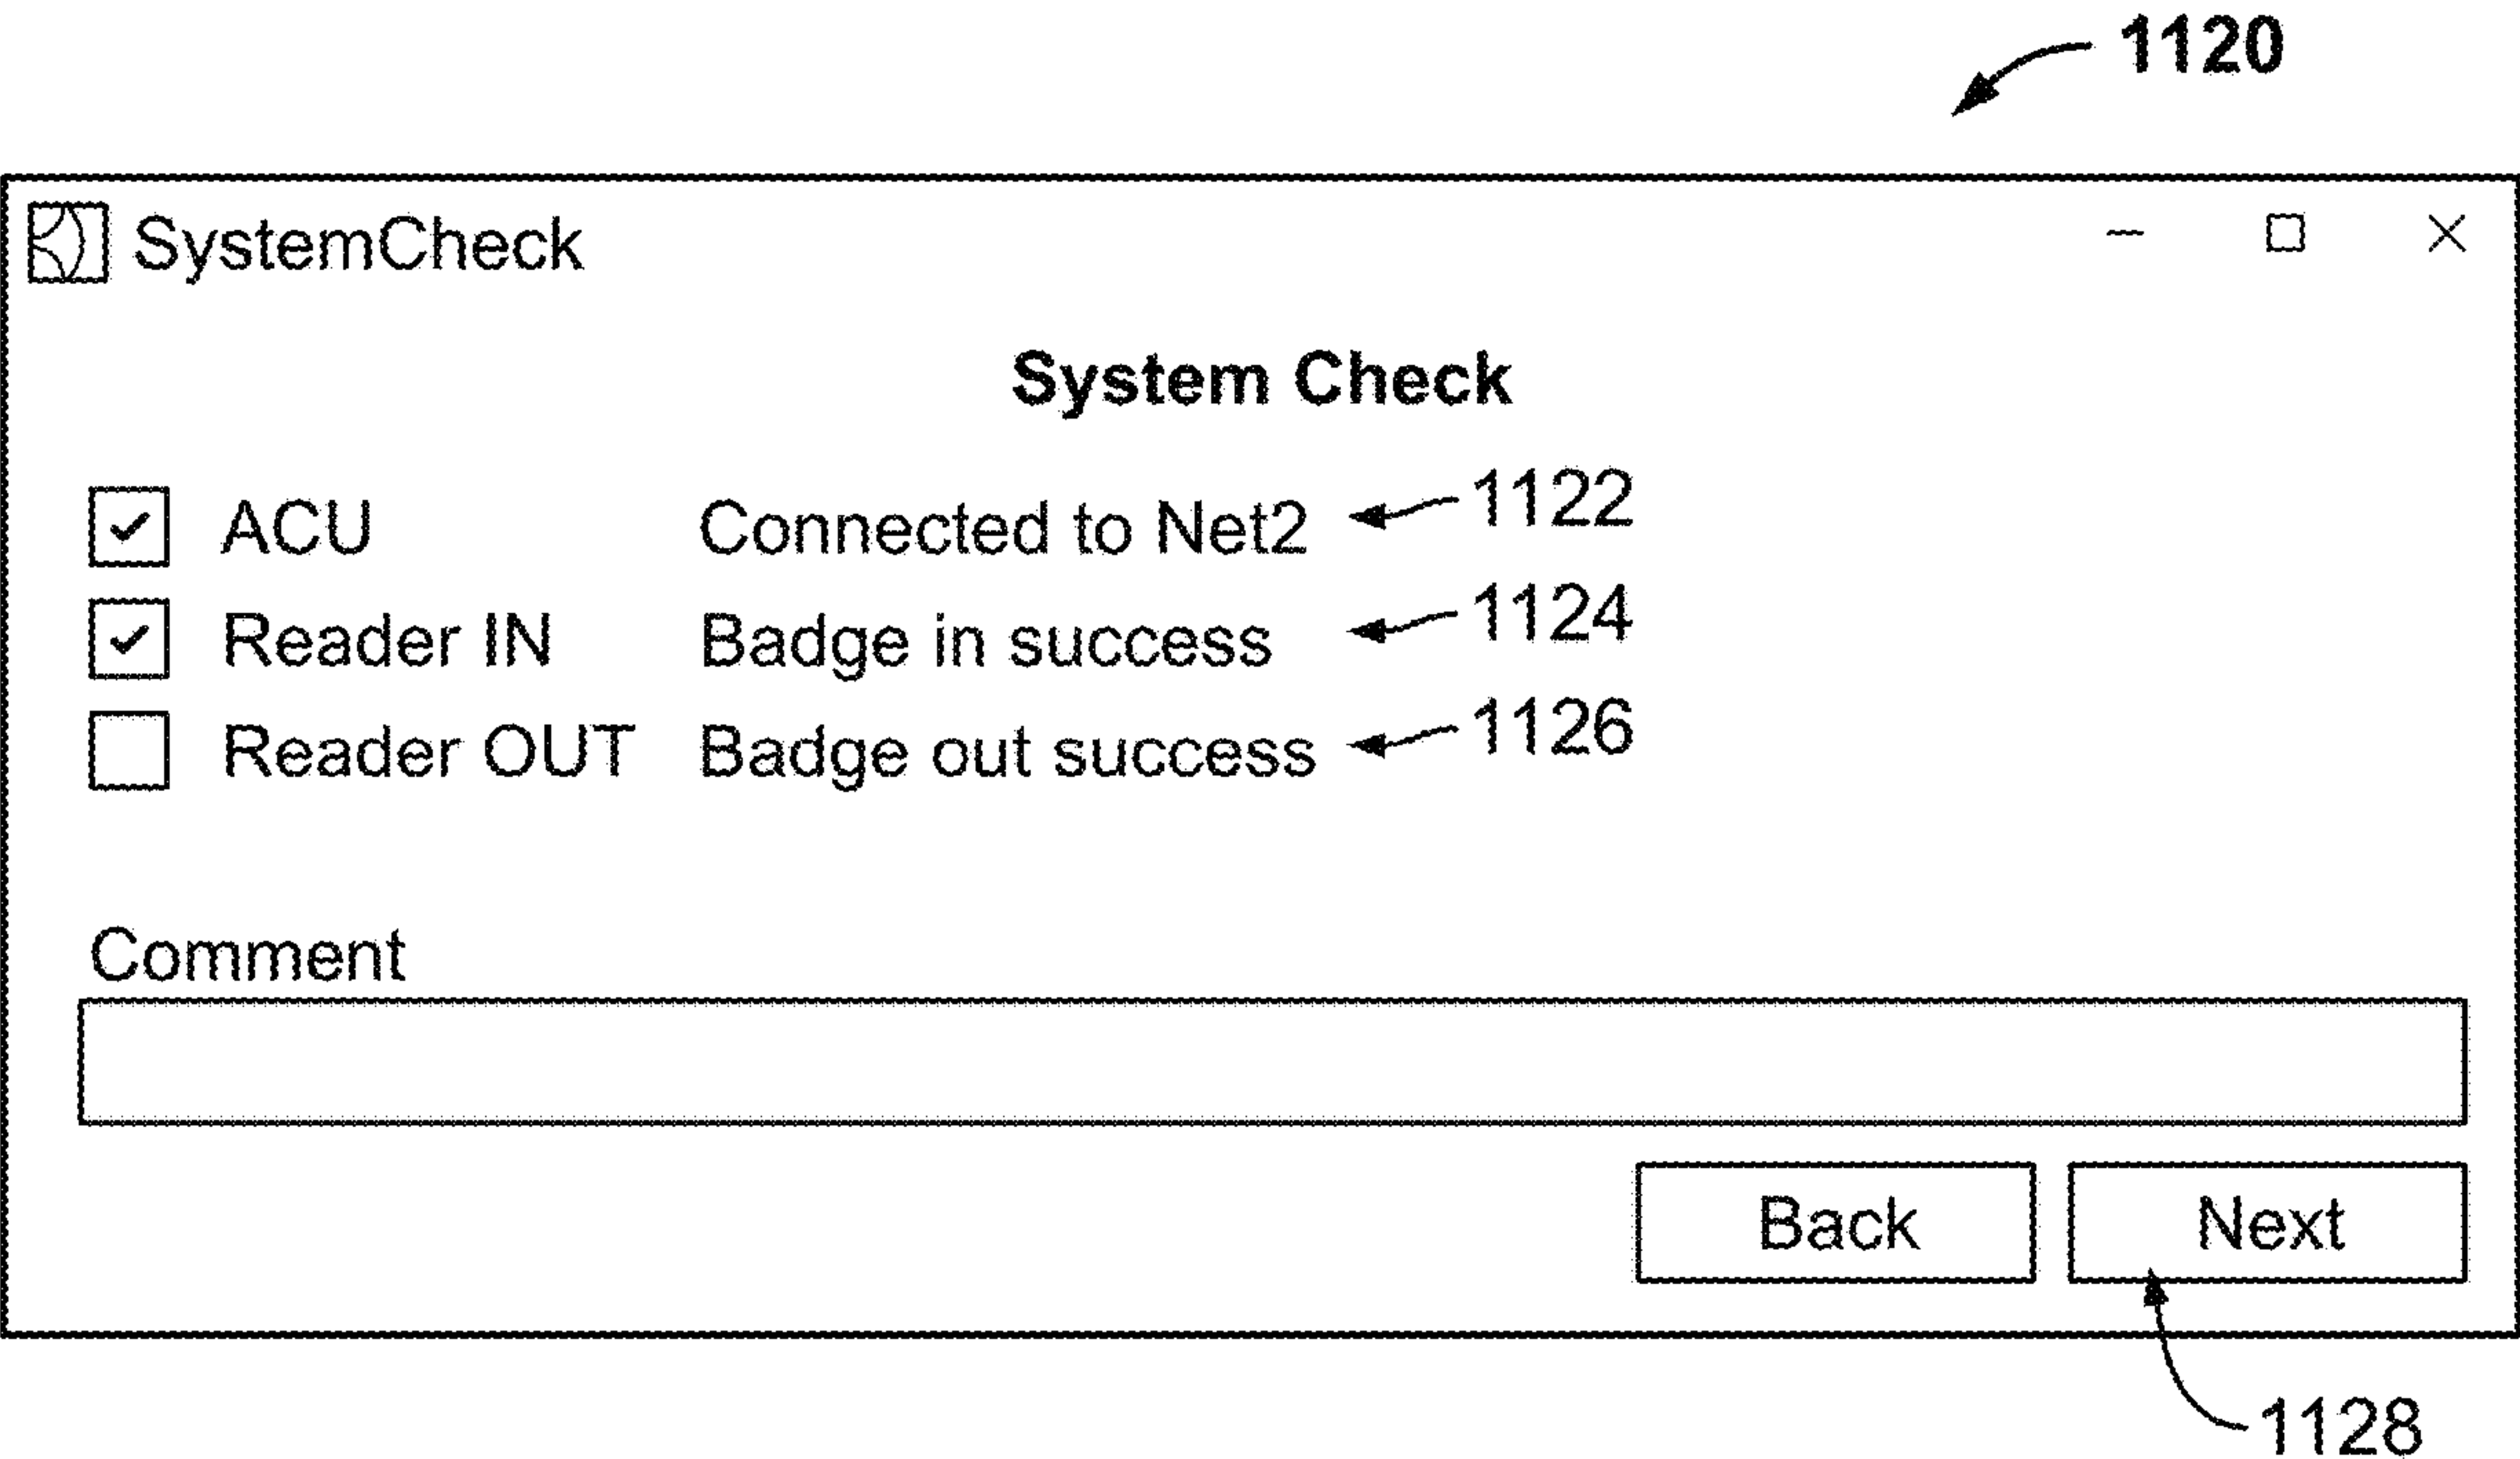 1120
SystemCheck
System Check
ACU Connected to Net2 1122
Reader IN Badge in success 1124
Reader OUT Badge out success 1126
Comment
Back Next
1128